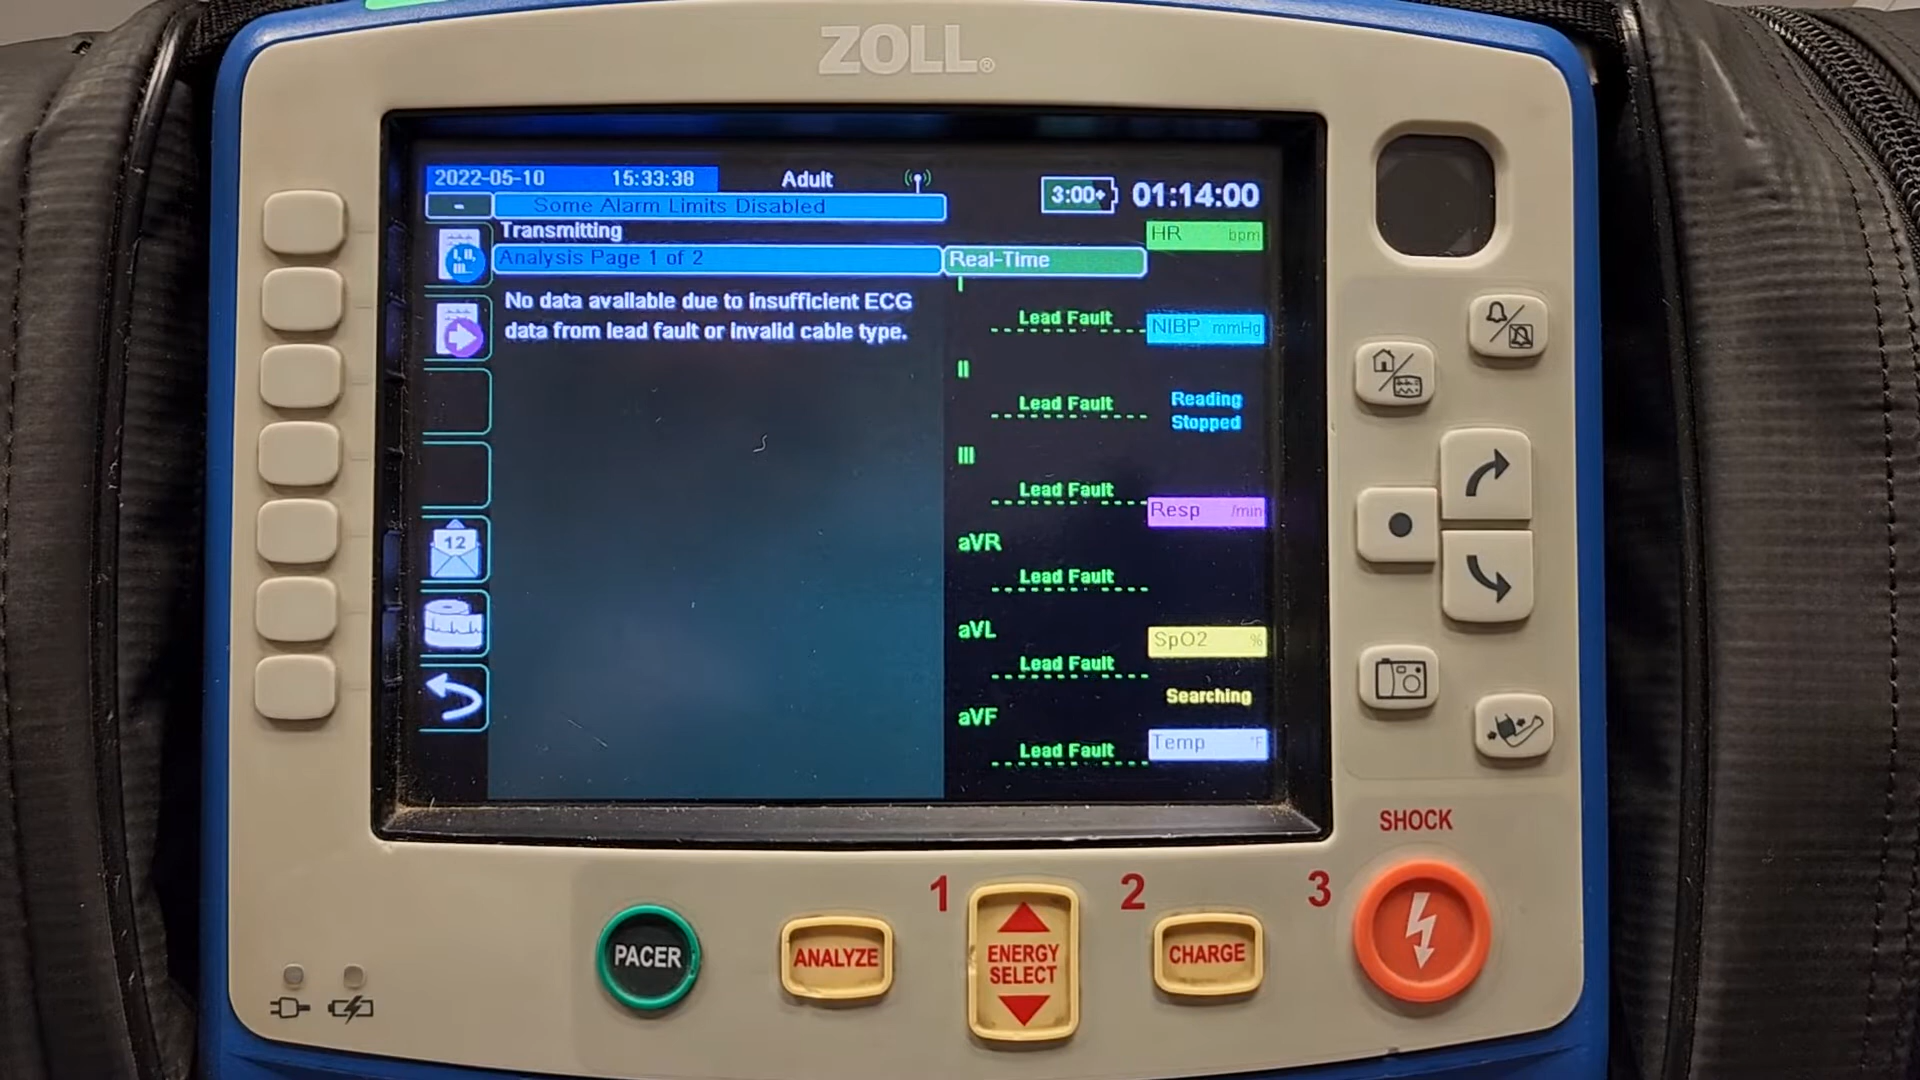 ZOLL®
2022-05-10 15:33:38 Adult
3:00+ 01:14:00
- Some Alarm Limits Disabled
Transmitting
HR bpm
Analysis Page 1 of 2 Real-Time
I, II, III...
No data available due to insufficient ECG
data from lead fault or invalid cable type.
I
Lead Fault
NIBP mmHg
II
Lead Fault
Reading
Stopped
III
Lead Fault
Resp /min
aVR
12
Lead Fault
aVL
SpO2 %
Lead Fault
Searching
aVF
Temp °F
Lead Fault
SHOCK
1 2 3
PACER
ANALYZE
ENERGY
SELECT
CHARGE